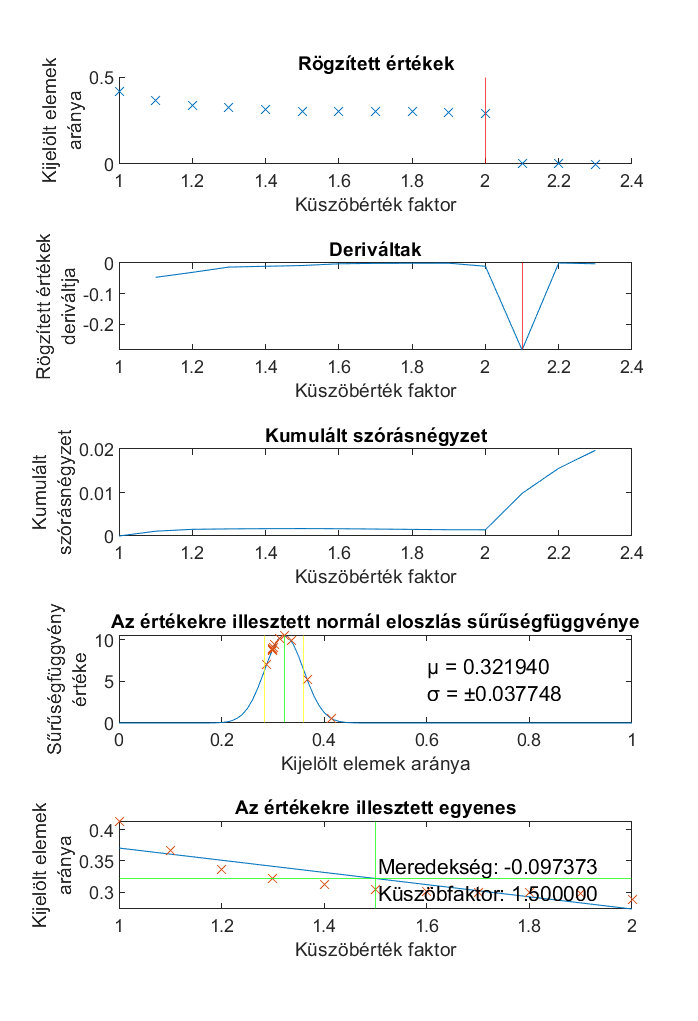 Rögzített értékek
Kijelölt elemek
aránya
0.5
0
1 1.2 1.4 1.6 1.8 2 2.2 2.4
Küszöbérték faktor
Deriváltak
Rögzített értékek
deriváltja
0
-0.1
-0.2
1 1.2 1.4 1.6 1.8 2 2.2 2.4
Küszöbérték faktor
Kumulált szórásnégyzet
Kumulált
szórásnégyzet
0.02
0.01
0
1 1.2 1.4 1.6 1.8 2 2.2 2.4
Küszöbérték faktor
Az értékekre illesztett normál eloszlás sűrűségfüggvénye
Sűrűségfüggvény
értéke
10
5
0
μ = 0.321940
σ = ±0.037748
0 0.2 0.4 0.6 0.8 1
Kijelölt elemek aránya
Az értékekre illesztett egyenes
Kijelölt elemek
aránya
0.4
0.35
0.3
Meredekség: -0.097373
Küszöbfaktor: 1.500000
1 1.2 1.4 1.6 1.8 2
Küszöbérték faktor